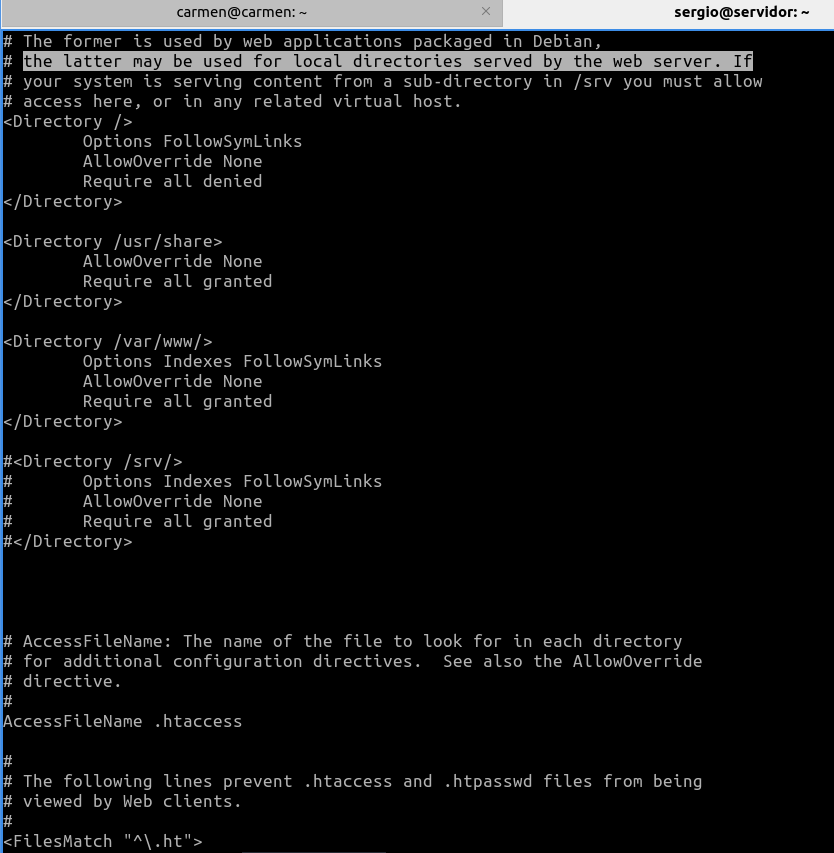 carmen@carmen: ~ × sergio@servidor: ~
# The former is used by web applications packaged in Debian,
# the latter may be used for local directories served by the web server. If
# your system is serving content from a sub-directory in /srv you must allow
# access here, or in any related virtual host.
<Directory />
        Options FollowSymLinks
        AllowOverride None
        Require all denied
</Directory>

<Directory /usr/share>
        AllowOverride None
        Require all granted
</Directory>

<Directory /var/www/>
        Options Indexes FollowSymLinks
        AllowOverride None
        Require all granted
</Directory>

#<Directory /srv/>
#       Options Indexes FollowSymLinks
#       AllowOverride None
#       Require all granted
#</Directory>

# AccessFileName: The name of the file to look for in each directory
# for additional configuration directives.  See also the AllowOverride
# directive.
#
AccessFileName .htaccess

#
# The following lines prevent .htaccess and .htpasswd files from being
# viewed by Web clients.
#
<FilesMatch "^\.ht">